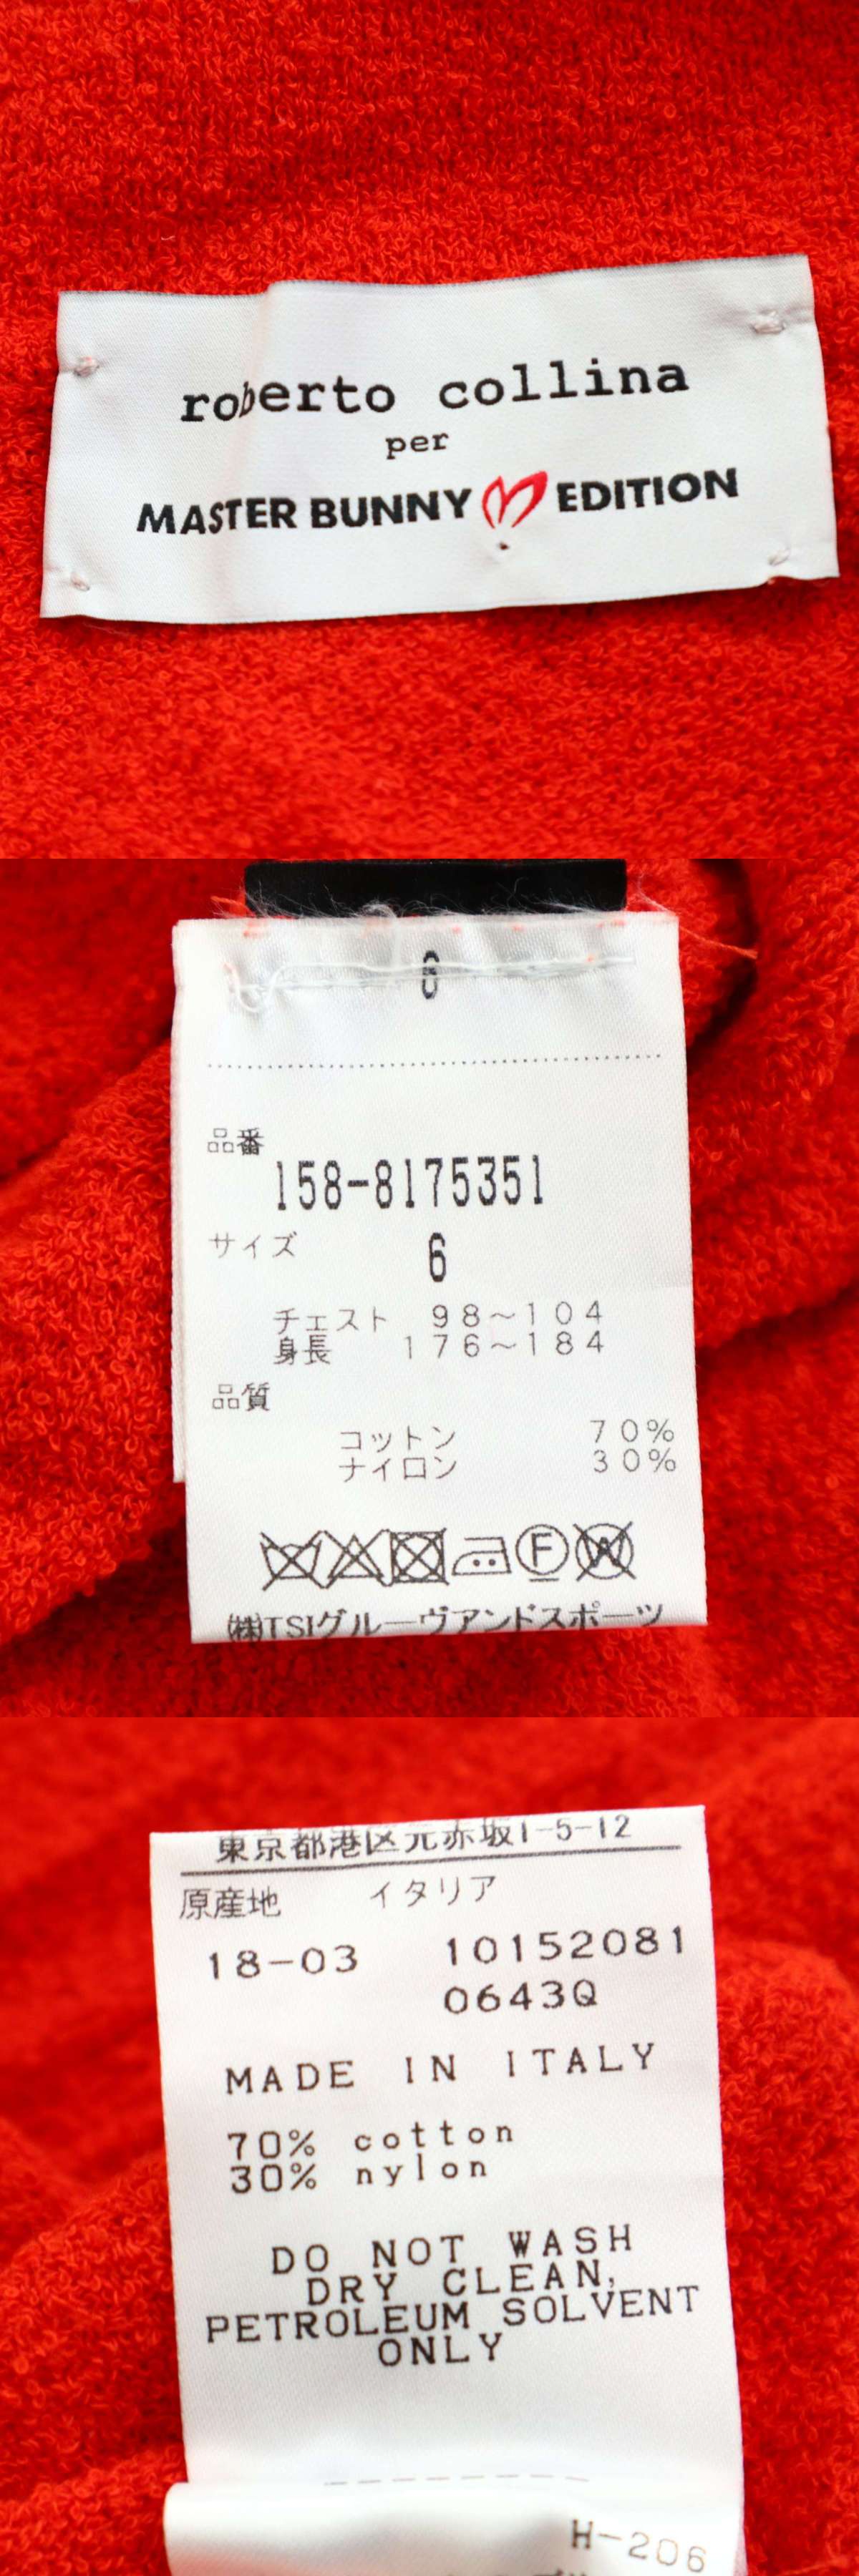 roberto collina
per
MASTER BUNNY EDITION
6
品番
158-8175351
サイズ
6
チェスト 98~104
身長 176~184
品質
コットン 70%
ナイロン 30%
F W
㈱TSIグルーヴアンドスポーツ
東京都港区元赤坂1-5-12
原産地 イタリア
18-03 10152081
0643Q
MADE IN ITALY
70% cotton
30% nylon
DO NOT WASH
DRY CLEAN,
PETROLEUM SOLVENT
ONLY
H-206